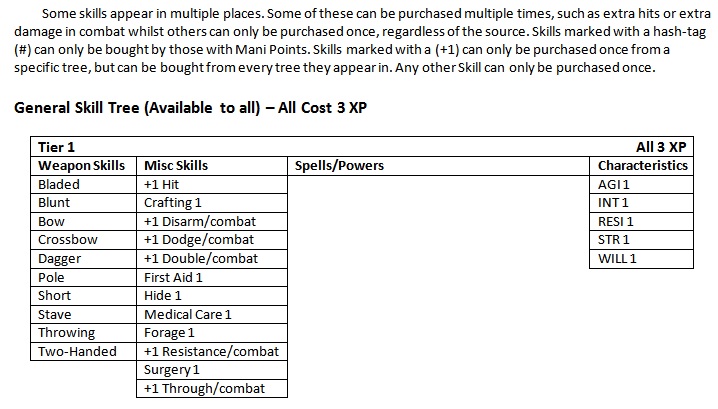 Some skills appear in multiple places. Some of these can be purchased multiple times, such as extra hits or extra
damage in combat whilst others can only be purchased once, regardless of the source. Skills marked with a hash-tag
(#) can only be bought by those with Mani Points. Skills marked with a (+1) can only be purchased once from a
specific tree, but can be bought from every tree they appear in. Any other Skill can only be purchased once.
General Skill Tree (Available to all) – All Cost 3 XP
Tier 1 All 3 XP
Weapon Skills Misc Skills Spells/Powers Characteristics
Bladed +1 Hit AGI 1
Blunt Crafting 1 INT 1
Bow +1 Disarm/combat RESI 1
Crossbow +1 Dodge/combat STR 1
Dagger +1 Double/combat WILL 1
Pole First Aid 1
Short Hide 1
Stave Medical Care 1
Throwing Forage 1
Two-Handed +1 Resistance/combat
Surgery 1
+1 Through/combat